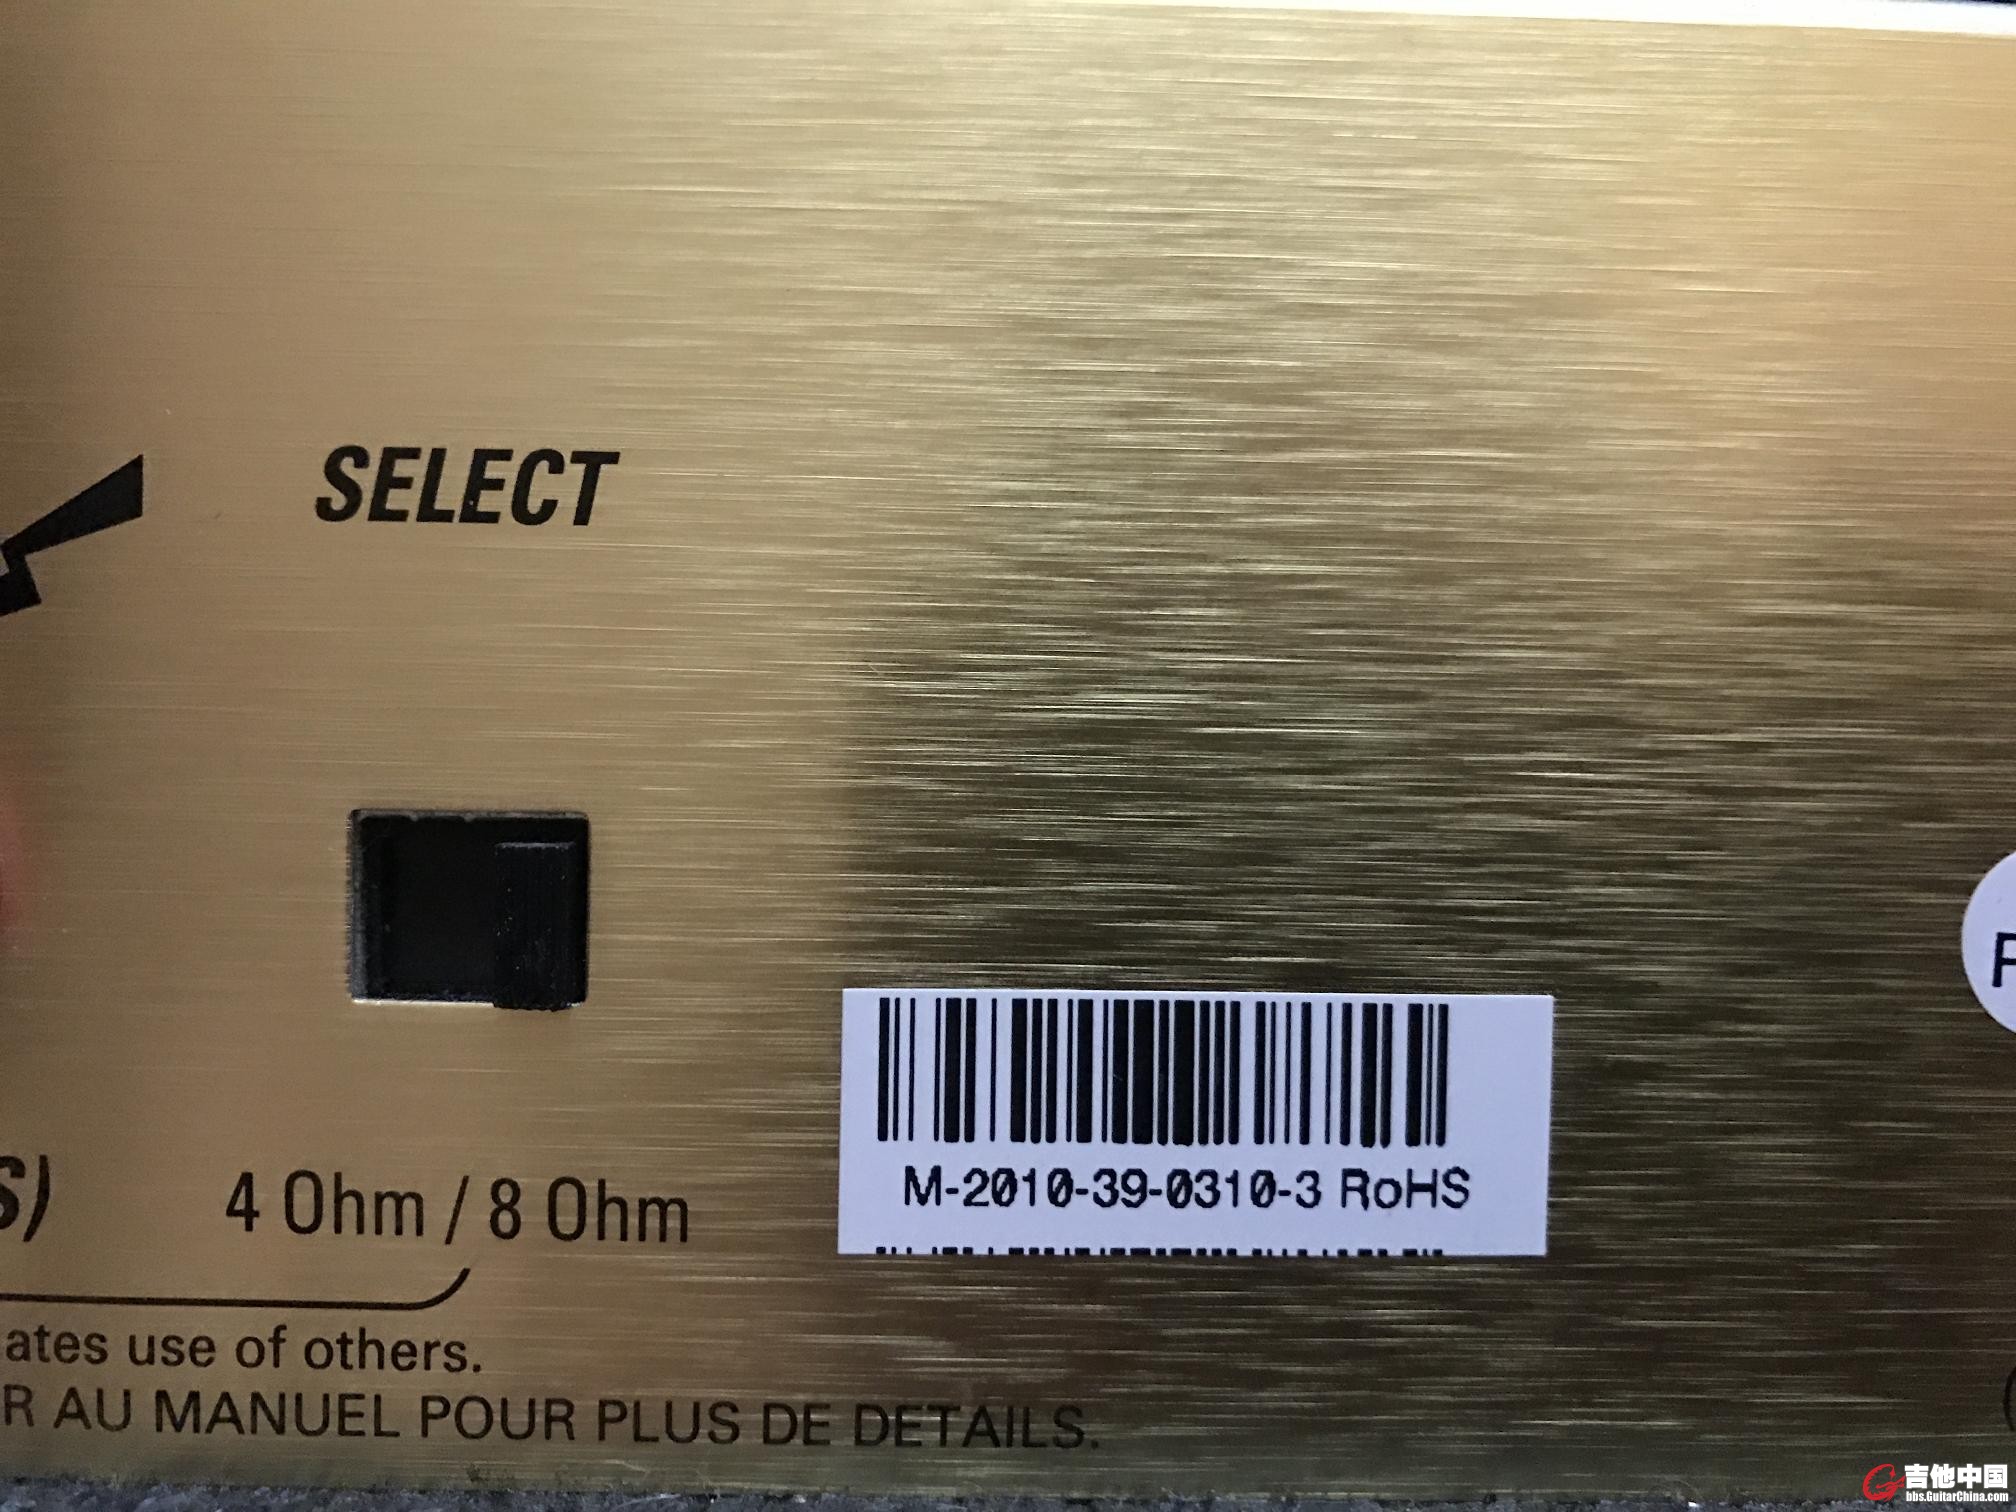 SELECT
S) 4 Ohm / 8 Ohm
M-2010-39-0310-3 RoHS
ates use of others.
R AU MANUEL POUR PLUS DE DETAILS.
吉他中国
bbs.GuitarChina.com